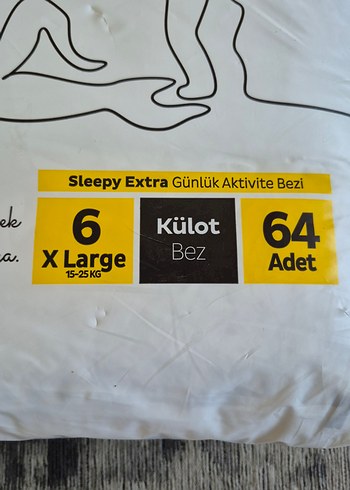 Sleepy Extra Günlük Aktivite Bezi
6
X Large
15-25 KG
Külot
Bez
64
Adet